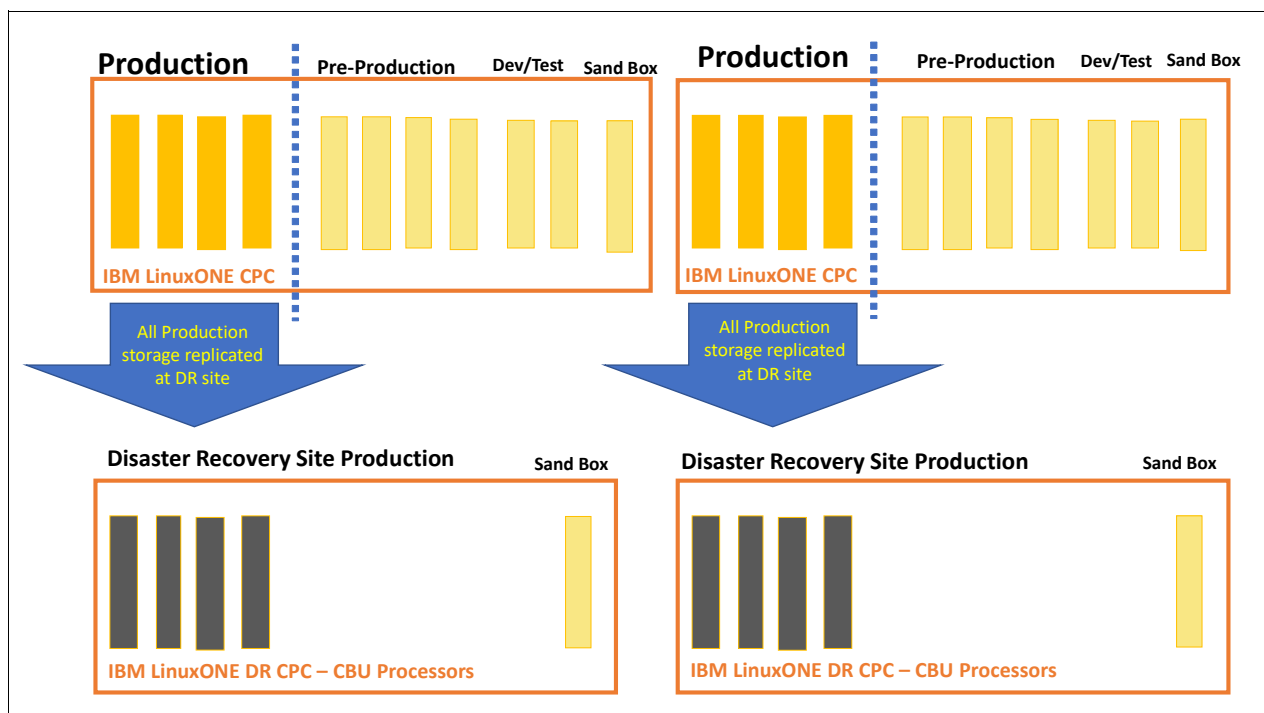 Production
Pre-Production
Dev/Test
Sand Box
IBM LinuxONE CPC
All Production
storage replicated
at DR site
Production
Pre-Production
Dev/Test
Sand Box
IBM LinuxONE CPC
All Production
storage replicated
at DR site
Disaster Recovery Site Production
Sand Box
IBM LinuxONE DR CPC – CBU Processors
Disaster Recovery Site Production
Sand Box
IBM LinuxONE DR CPC – CBU Processors